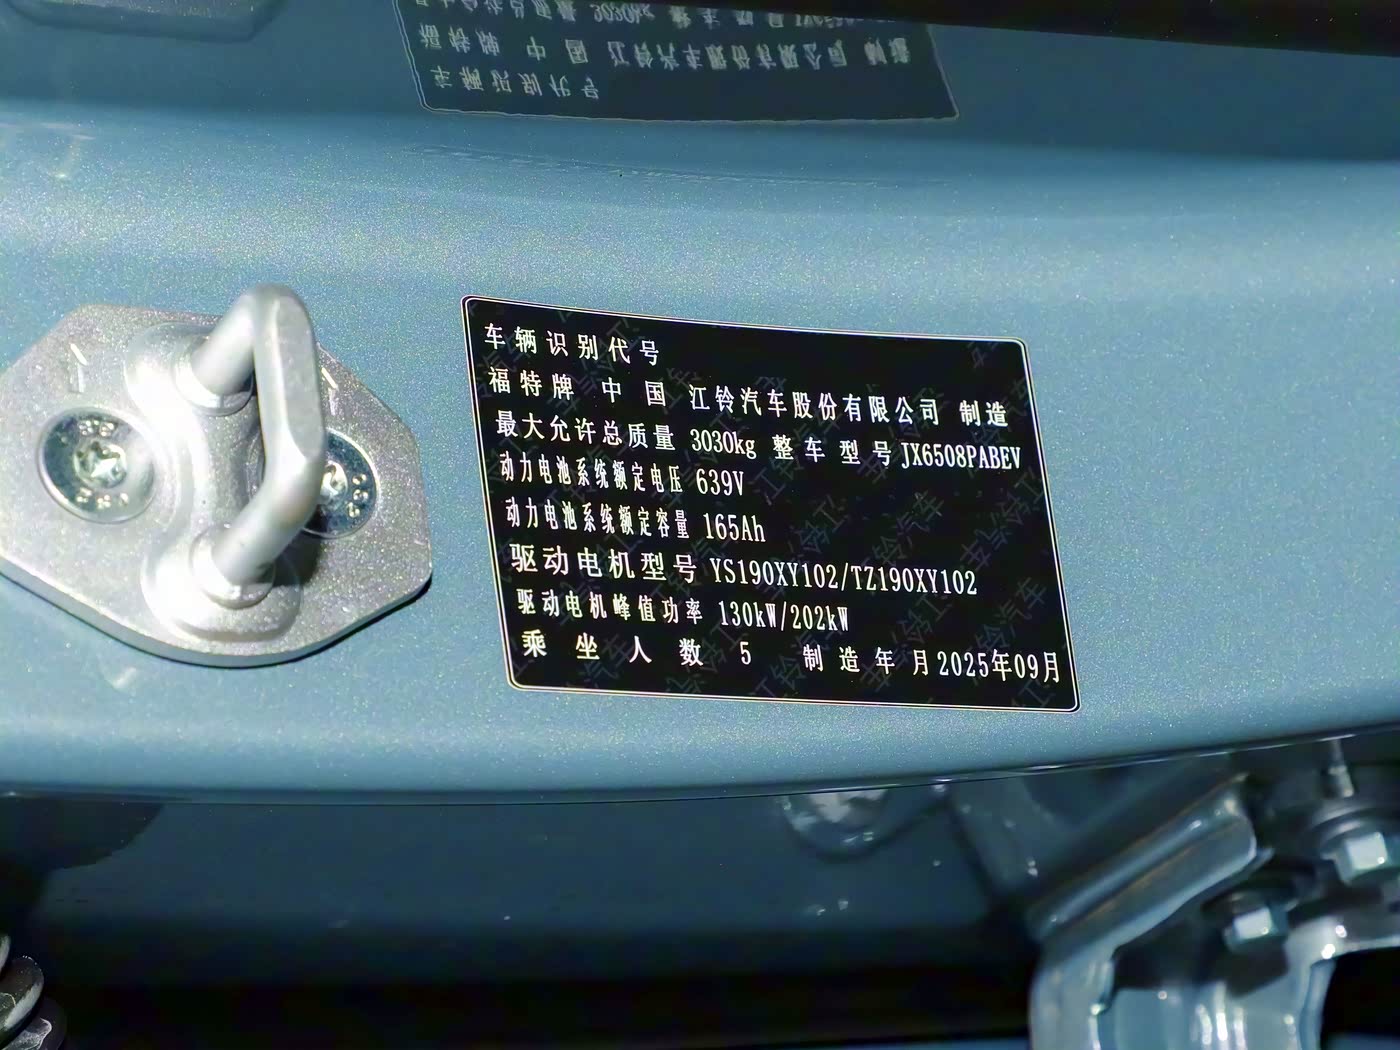 车辆识别代号
福特牌 中国 江铃汽车股份有限公司 制造
最大允许总质量 3030kg 整车型号 JX6508PABEV
动力电池系统额定电压 639V
动力电池系统额定容量 165Ah
驱动电机型号 YS190XY102/TZ190XY102
驱动电机峰值功率 130kW/202kW
乘坐人数 5 制造年月 2025年09月